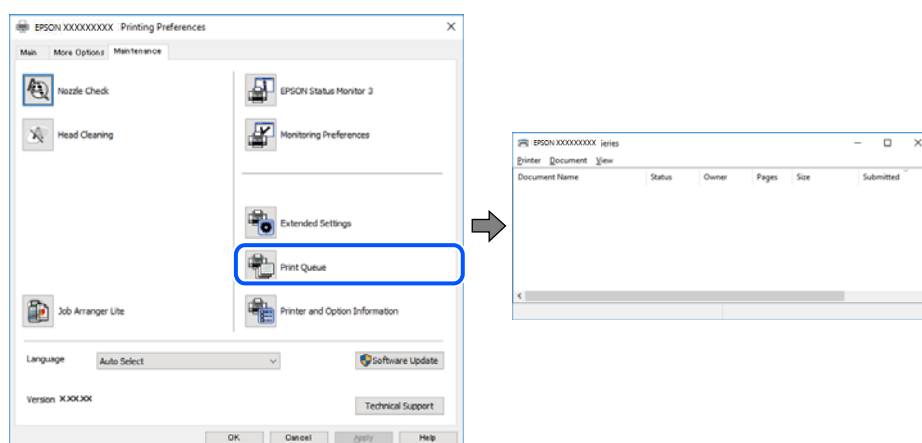 EPSON XXXXXXXXX Printing Preferences
Main More Options Maintenance
Nozzle Check
EPSON Status Monitor 3
Head Cleaning
Monitoring Preferences
Extended Settings
Print Queue
Job Arranger Lite
Printer and Option Information
Language Auto Select
Software Update
Version X.XX.XX
Technical Support
OK Cancel Apply Help
EPSON XXXXXXXXX ieries
Printer Document View
Document Name Status Owner Pages Size Submitted